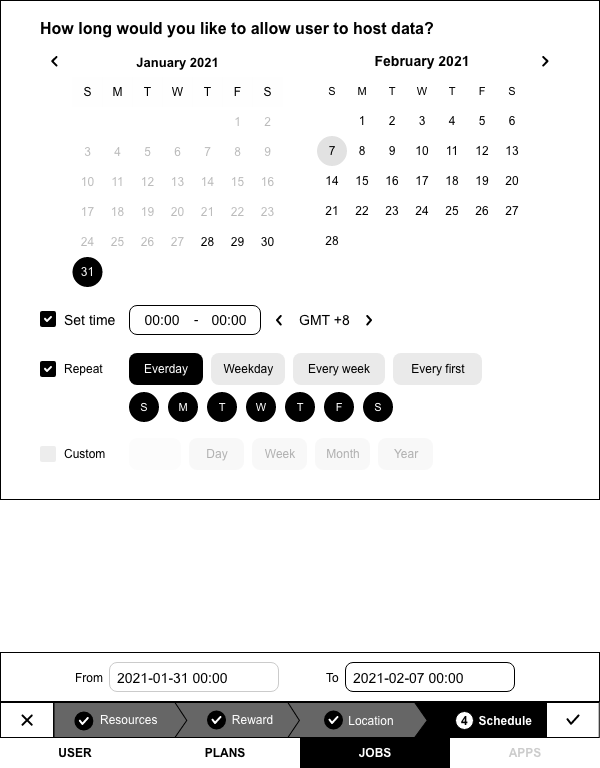 How long would you like to allow user to host data?
January 2021
S M T W T F S
1 2
3 4 5 6 7 8 9
10 11 12 13 14 15 16
17 18 19 20 21 22 23
24 25 26 27 28 29 30
31
February 2021
S M T W T F S
1 2 3 4 5 6
7 8 9 10 11 12 13
14 15 16 17 18 19 20
21 22 23 24 25 26 27
28
Set time 00:00 - 00:00 GMT +8
Repeat Everday Weekday Every week Every first
S M T W T F S
Custom Day Week Month Year
From 2021-01-31 00:00 To 2021-02-07 00:00
Resources Reward Location 4 Schedule
USER PLANS JOBS APPS